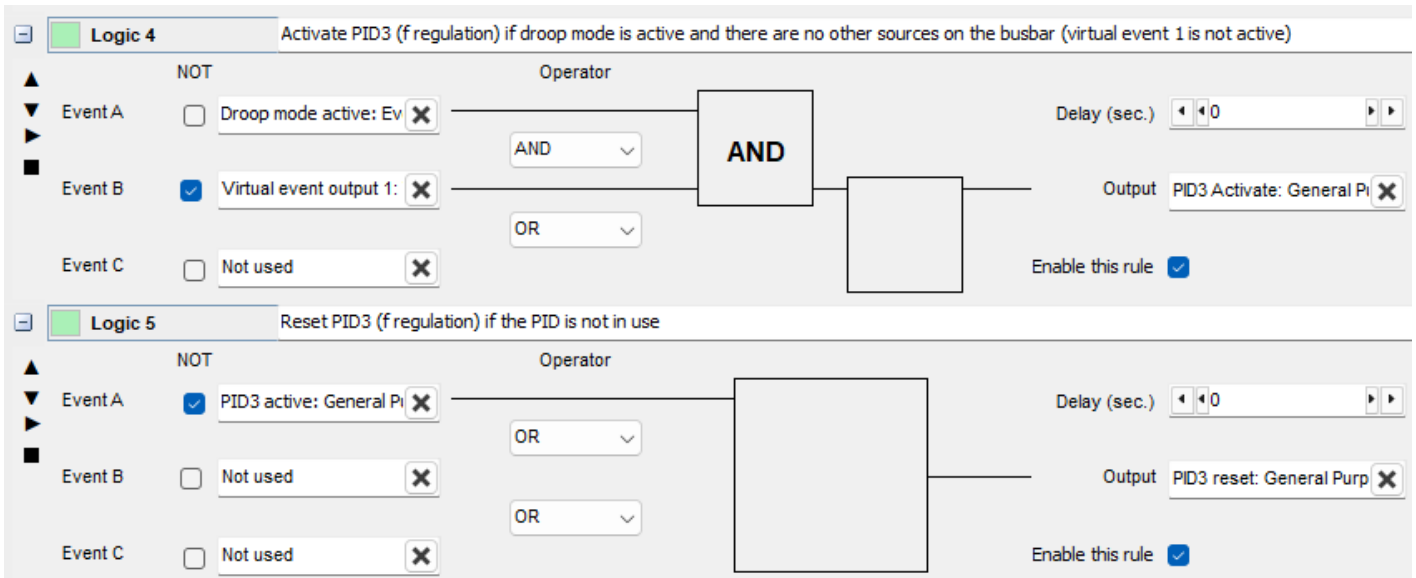 Logic 4 Activate PID3 (f regulation) if droop mode is active and there are no other sources on the busbar (virtual event 1 is not active)
NOT Operator
Event A Droop mode active: Ev Delay (sec.) 0
AND AND
Event B Virtual event output 1: Output PID3 Activate: General Pu
OR
Event C Not used Enable this rule
Logic 5 Reset PID3 (f regulation) if the PID is not in use
NOT Operator
Event A PID3 active: General Pu Delay (sec.) 0
OR
Event B Not used Output PID3 reset: General Purp
OR
Event C Not used Enable this rule